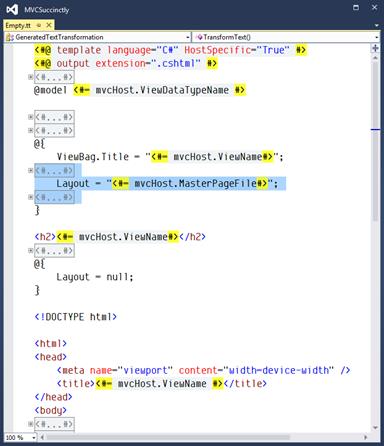 MVCSuccinctly
Empty.tt
GeneratedTextTransformation
TransformText()
<#@ template language="C#" HostSpecific="True" #>
<#@ output extension=".cshtml" #>
<#...#>
@model <#= mvcHost.ViewDataTypeName #>
<#...#>
<#...#>
@{
ViewBag.Title = "<#= mvcHost.ViewName#>";
<#...#>
Layout = "<#= mvcHost.MasterPageFile#>";
<#...#>
}
<h2><#= mvcHost.ViewName#></h2>
<#...#>
@{
Layout = null;
}
<!DOCTYPE html>
<html>
<head>
<meta name="viewport" content="width-device-width" />
<title><#= mvcHost.ViewName #></title>
</head>
<body>
<#...#>
100 %